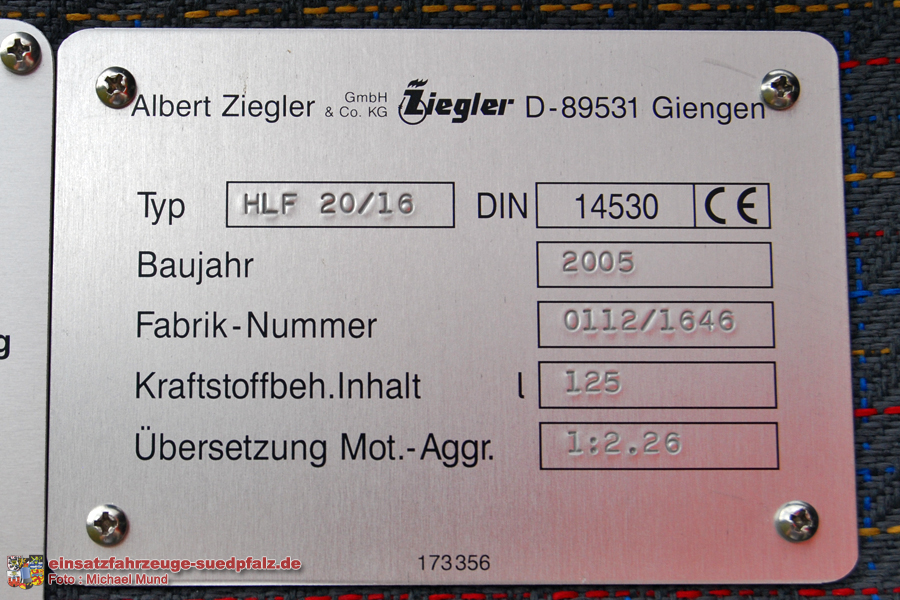 Albert Ziegler GmbH & Co. KG Ziegler D-89531 Giengen
Typ HLF 20/16 DIN 14530 CE
Baujahr 2005
Fabrik-Nummer 0112/1646
g
Kraftstoffbeh.Inhalt l 125
Übersetzung Mot.-Aggr. 1:2.26
173356
einsatzfahrzeuge-suedpfalz.de
Foto : Michael Mund